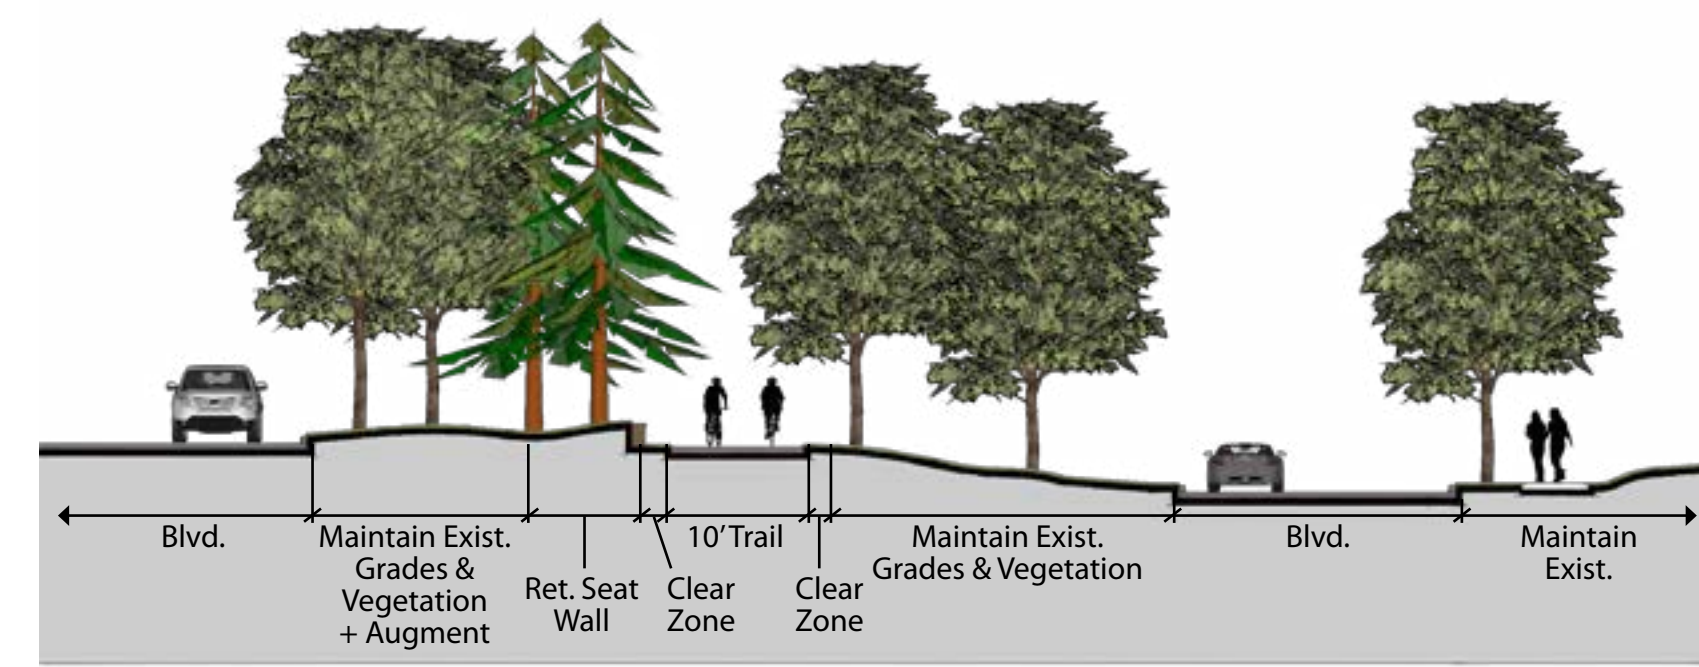 Blvd.
Maintain Exist.
Grades &
Vegetation
+ Augment
Ret. Seat
Wall
Clear
Zone
10' Trail
Clear
Zone
Maintain Exist.
Grades & Vegetation
Blvd.
Maintain
Exist.